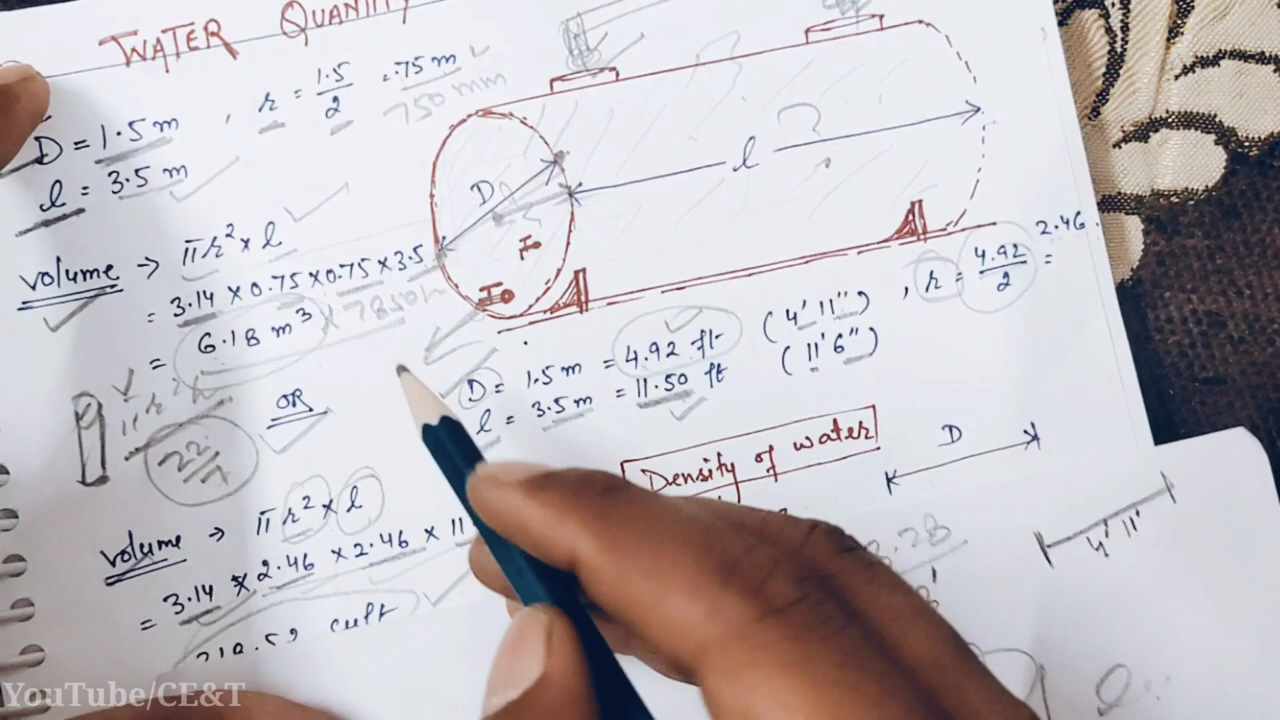 WATER QUANTITY
D = 1.5 m , r = 1.5/2 .75 m
750 mm
l = 3.5 m
volume → πr² × l
= 3.14 × 0.75 × 0.75 × 3.5
= 6.18 m³ × 7850
πr²h
22/7
OR
volume → πr² × l
= 3.14 × 2.46 × 2.46 × 11
cuft
D
l
D = 1.5 m = 4.92 ft (4' 11") , r = 4.92/2 = 2.46
l = 3.5 m = 11.50 ft (11' 6")
Density of water
D
4' 11"
YouTube/CE&T